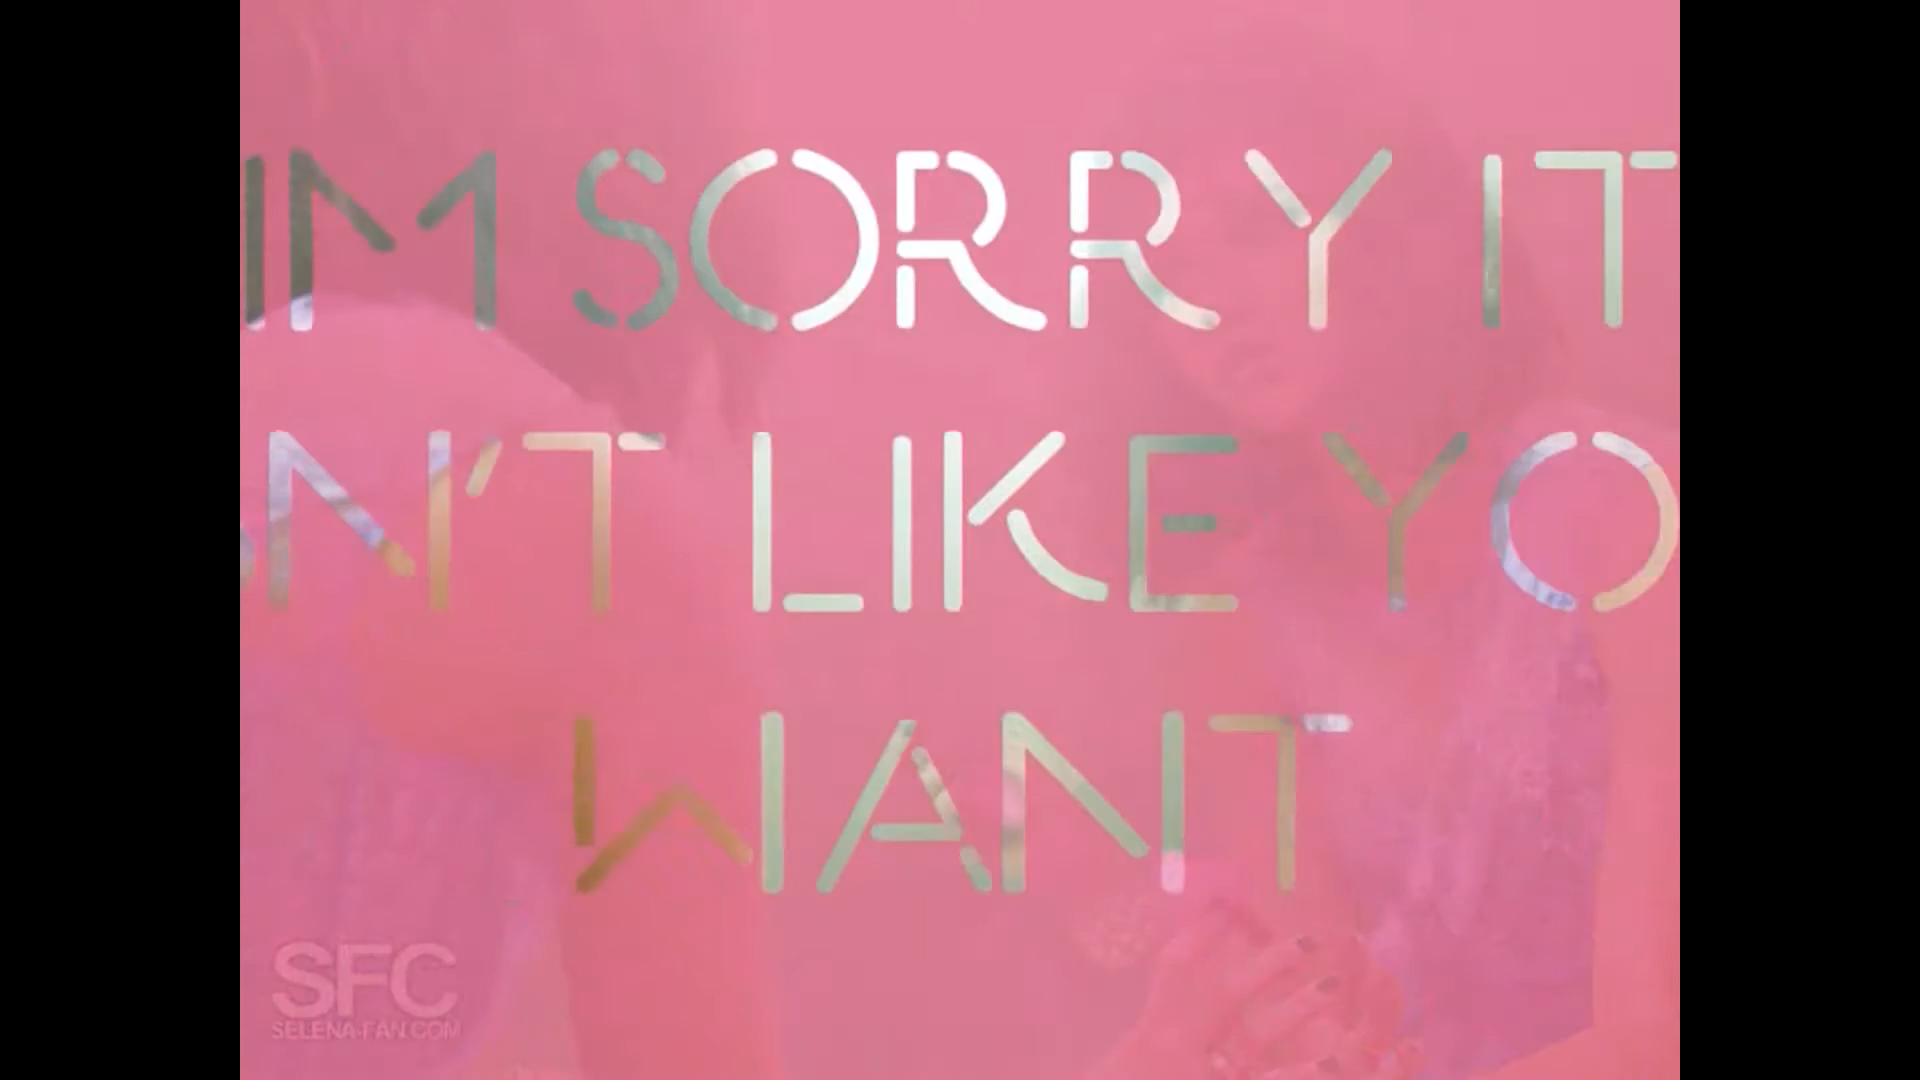 IM SORRY IT
N'T LIKE YO
WANT
SFC
SELENA-FAN.COM